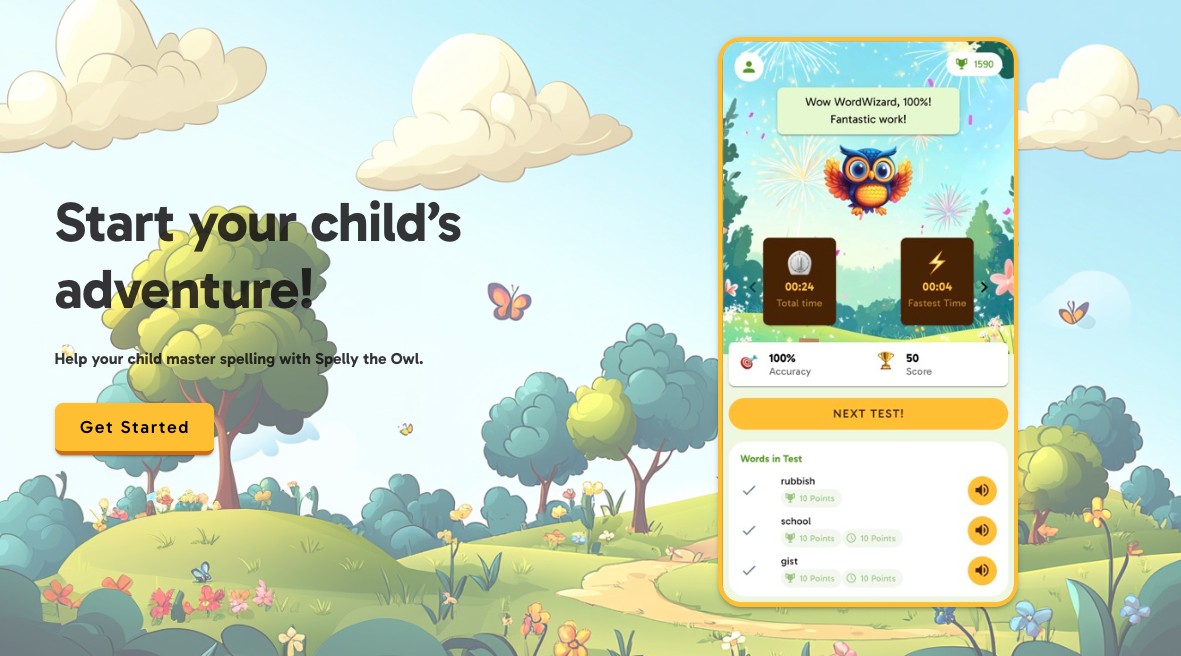 Start your child's
adventure!
Help your child master spelling with Spelly the Owl.
Get Started
1590
Wow WordWizard, 100%!
Fantastic work!
00:24
Total time
00:04
Fastest Time
100%
Accuracy
50
Score
NEXT TEST!
Words in Test
rubbish
10 Points
school
10 Points 10 Points
gist
10 Points 10 Points